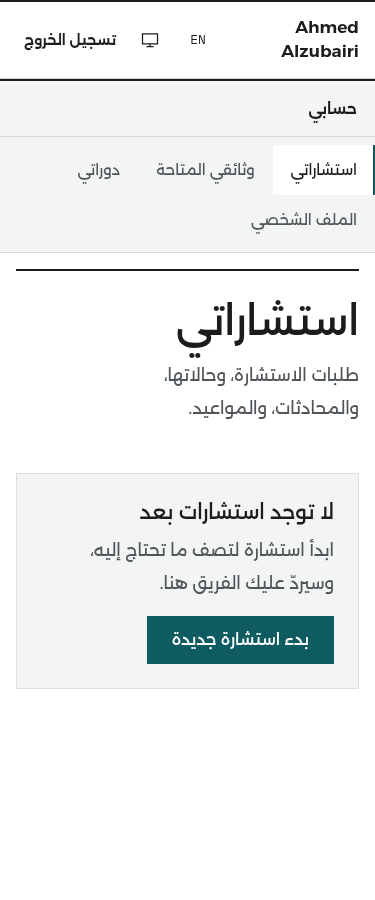 Ahmed
Alzubairi
EN
تسجيل الخروج
حسابي
استشاراتي
وثائقي المتاحة
دوراتي
الملف الشخصي
استشاراتي
طلبات الاستشارة، وحالاتها،
والمحادثات، والمواعيد.
لا توجد استشارات بعد
ابدأ استشارة لتصف ما تحتاج إليه،
وسيردّ عليك الفريق هنا.
بدء استشارة جديدة